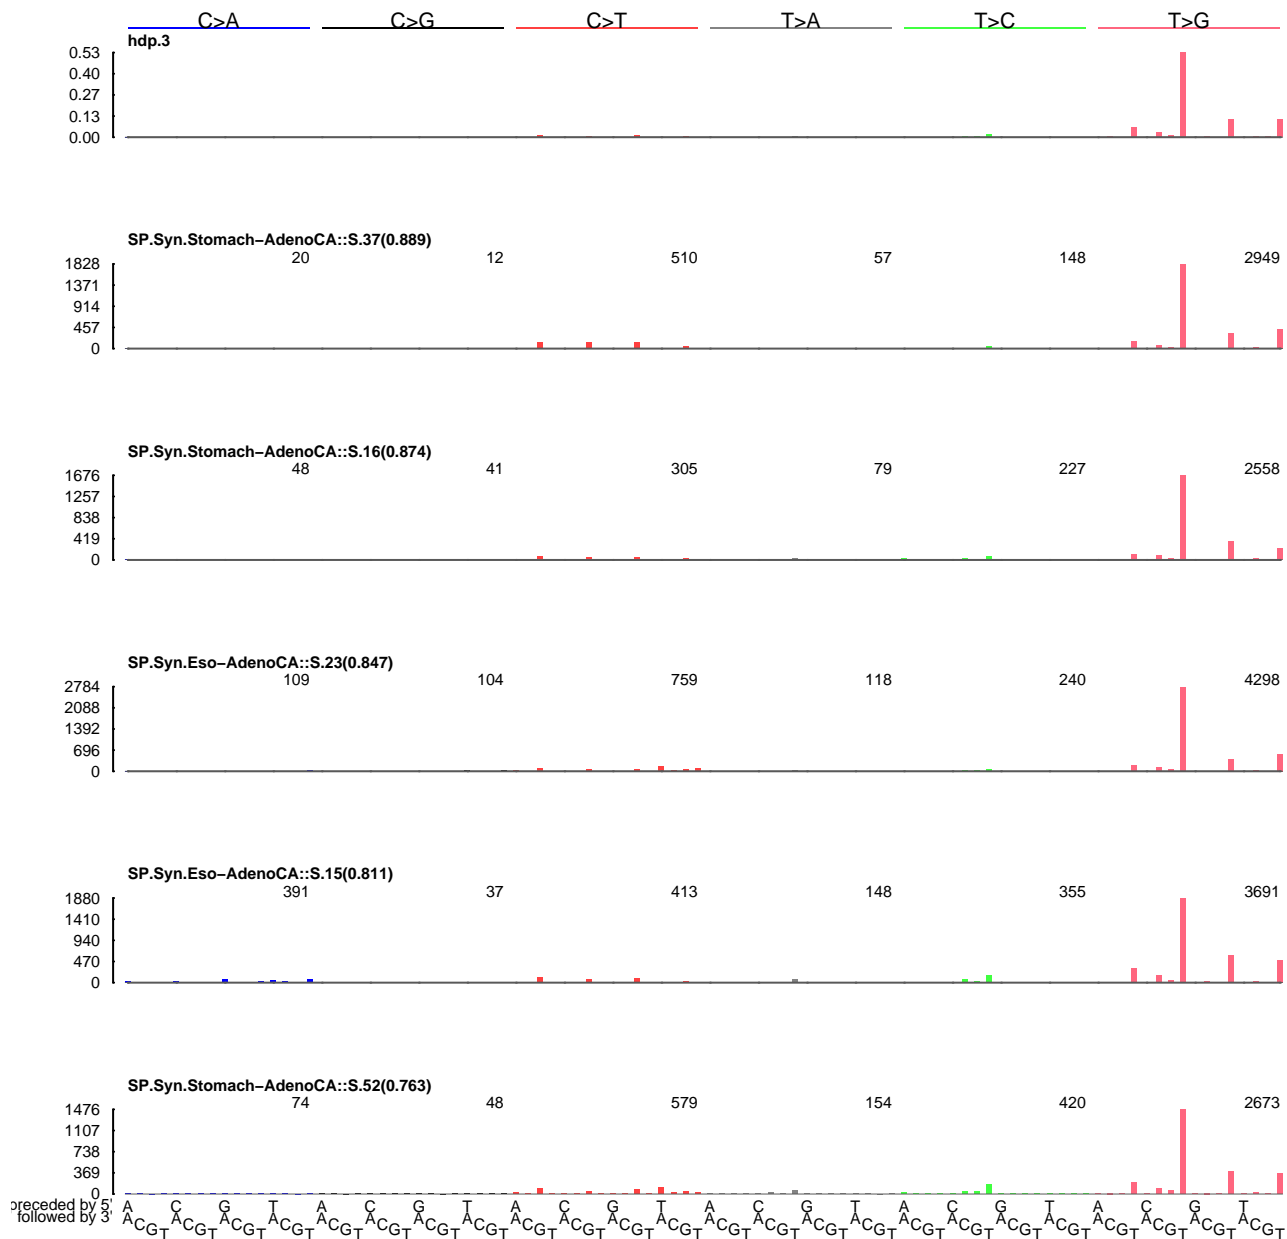 C>A C>G C>T T>A T>C T>G
hdp.3
0.53
0.40
0.27
0.13
0.00
SP.Syn.Stomach−AdenoCA::S.37(0.889)
20 12 510 57 148 2949
1828
1371
914
457
0
SP.Syn.Stomach−AdenoCA::S.16(0.874)
48 41 305 79 227 2558
1676
1257
838
419
0
SP.Syn.Eso−AdenoCA::S.23(0.847)
109 104 759 118 240 4298
2784
2088
1392
696
0
SP.Syn.Eso−AdenoCA::S.15(0.811)
391 37 413 148 355 3691
1880
1410
940
470
0
SP.Syn.Stomach−AdenoCA::S.52(0.763)
74 48 579 154 420 2673
1476
1107
738
369
0
preceded by 5' A C G T A C G T A C G T A C G T A C G T A C G T
followed by 3' A C G T A C G T A C G T A C G T A C G T A C G T A C G T A C G T A C G T A C G T A C G T A C G T A C G T A C G T A C G T A C G T A C G T A C G T A C G T A C G T A C G T A C G T A C G T A C G T